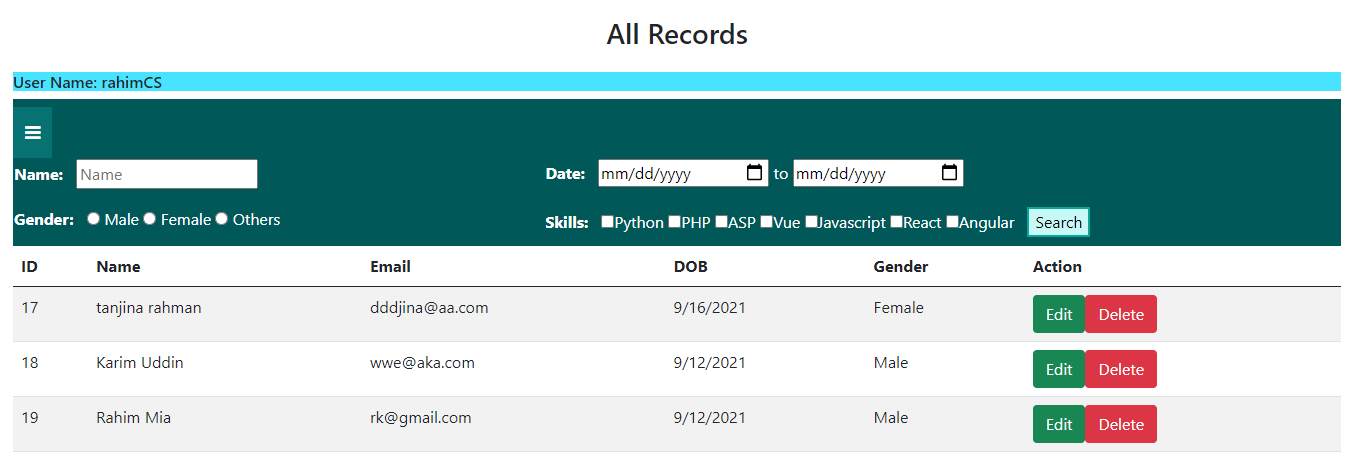 All Records
User Name: rahimCS
Name: Name Date: mm/dd/yyyy to mm/dd/yyyy
Gender: Male Female Others Skills: Python PHP ASP Vue Javascript React Angular Search
ID Name Email DOB Gender Action
17 tanjina rahman dddjina@aa.com 9/16/2021 Female Edit Delete
18 Karim Uddin wwe@aka.com 9/12/2021 Male Edit Delete
19 Rahim Mia rk@gmail.com 9/12/2021 Male Edit Delete